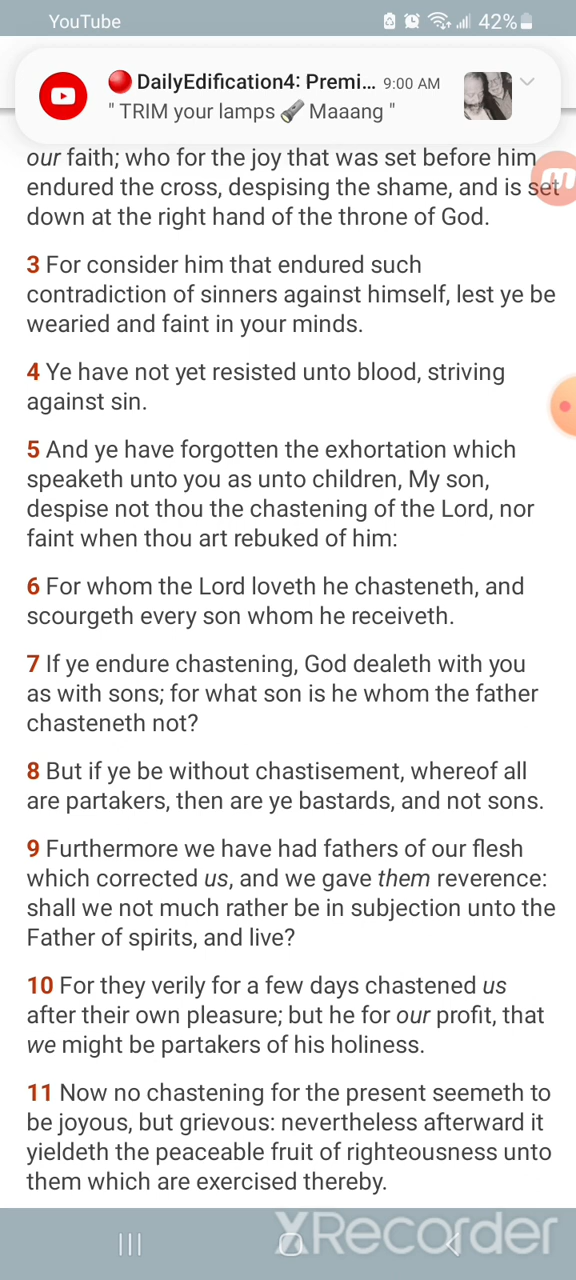 YouTube 42%
DailyEdification4: Premi... 9:00 AM
" TRIM your lamps Maaang "
our faith; who for the joy that was set before him
endured the cross, despising the shame, and is set
down at the right hand of the throne of God.
3 For consider him that endured such
contradiction of sinners against himself, lest ye be
wearied and faint in your minds.
4 Ye have not yet resisted unto blood, striving
against sin.
5 And ye have forgotten the exhortation which
speaketh unto you as unto children, My son,
despise not thou the chastening of the Lord, nor
faint when thou art rebuked of him:
6 For whom the Lord loveth he chasteneth, and
scourgeth every son whom he receiveth.
7 If ye endure chastening, God dealeth with you
as with sons; for what son is he whom the father
chasteneth not?
8 But if ye be without chastisement, whereof all
are partakers, then are ye bastards, and not sons.
9 Furthermore we have had fathers of our flesh
which corrected us, and we gave them reverence:
shall we not much rather be in subjection unto the
Father of spirits, and live?
10 For they verily for a few days chastened us
after their own pleasure; but he for our profit, that
we might be partakers of his holiness.
11 Now no chastening for the present seemeth to
be joyous, but grievous: nevertheless afterward it
yieldeth the peaceable fruit of righteousness unto
them which are exercised thereby.
XRecorder